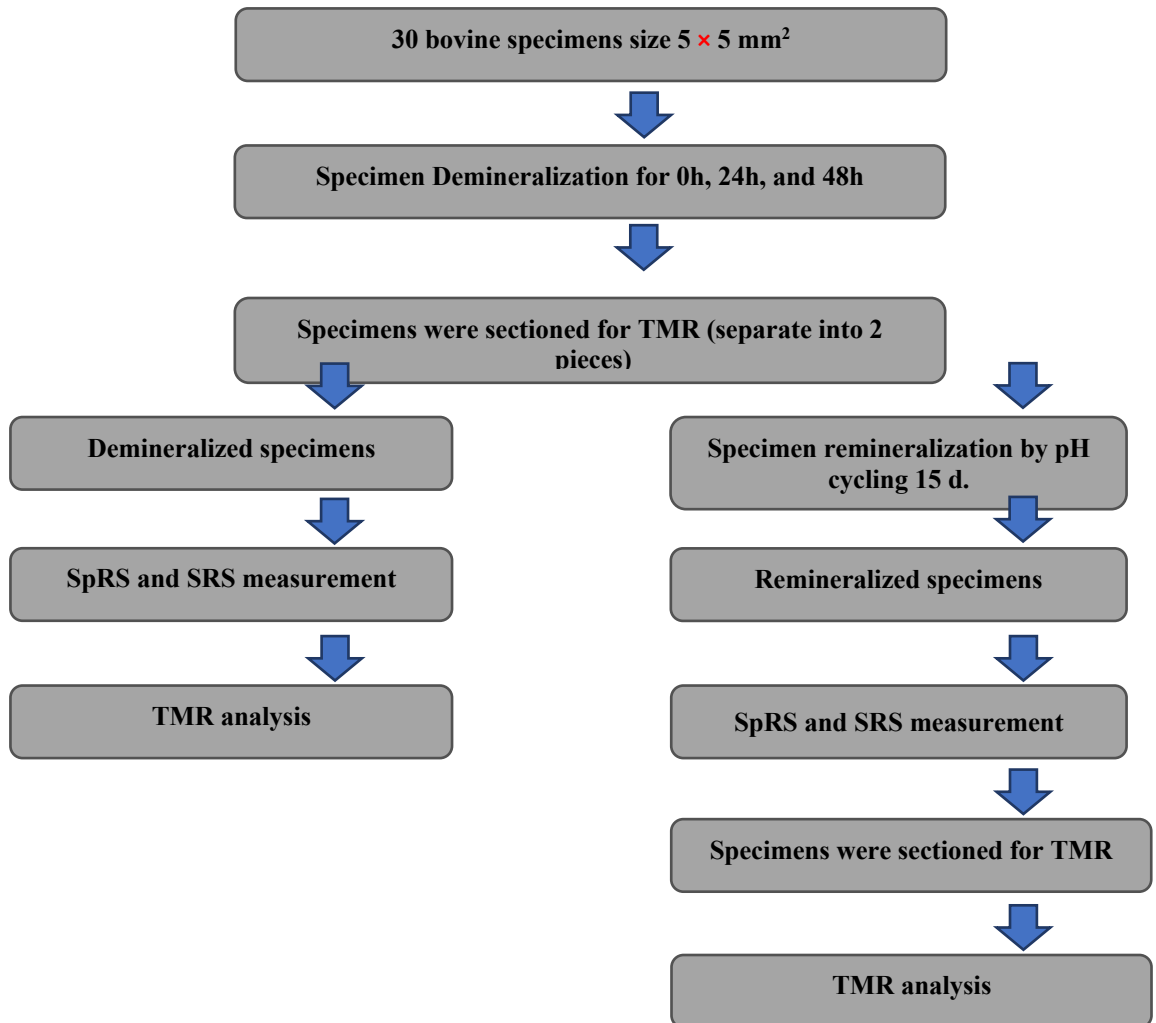 30 bovine specimens size 5 × 5 mm²
Specimen Demineralization for 0h, 24h, and 48h
Specimens were sectioned for TMR (separate into 2
pieces)
Demineralized specimens
SpRS and SRS measurement
TMR analysis
Specimen remineralization by pH
cycling 15 d.
Remineralized specimens
SpRS and SRS measurement
Specimens were sectioned for TMR
TMR analysis